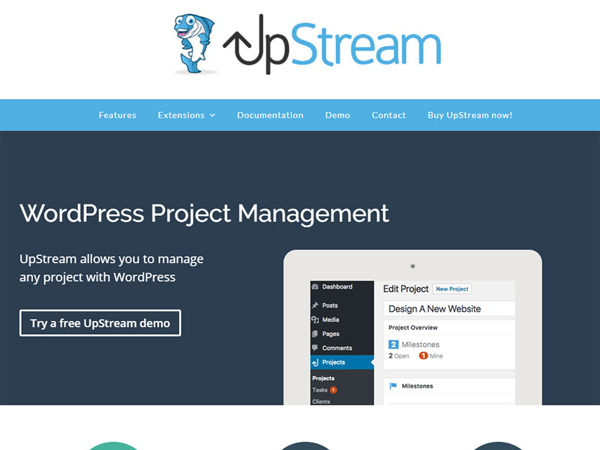 UpStream
Features Extensions Documentation Demo Contact Buy UpStream now!
WordPress Project Management
UpStream allows you to manage
any project with WordPress
Try a free UpStream demo
Dashboard
Posts
Media
Pages
Comments
Projects
Projects
Tasks 1
Clients
Edit Project New Project
Design A New Website
Project Overview
2 Milestones
2 Open 1 Mine
Milestones